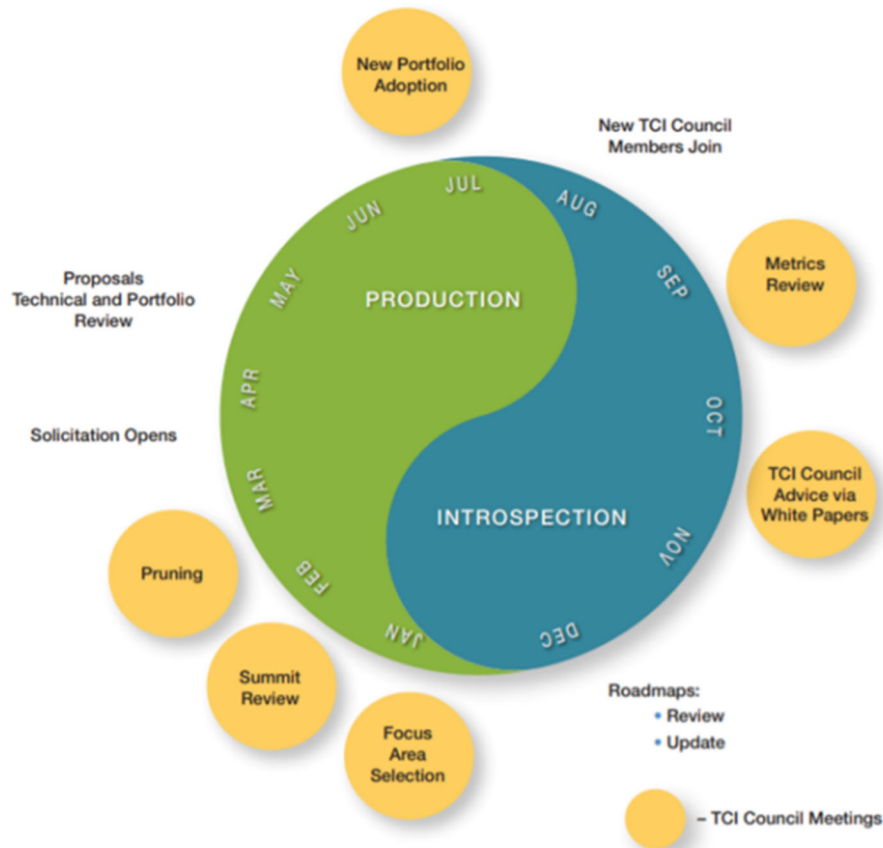 New Portfolio
Adoption
New TCI Council
Members Join
JUL
JUN
AUG
MAY
SEP
Metrics
Review
Proposals
Technical and Portfolio
Review
PRODUCTION
APR
OCT
Solicitation Opens
MAR
TCI Council
Advice via
White Papers
INTROSPECTION
NOV
Pruning
FEB
JAN
DEC
Summit
Review
Focus
Area
Selection
Roadmaps:
• Review
• Update
– TCI Council Meetings